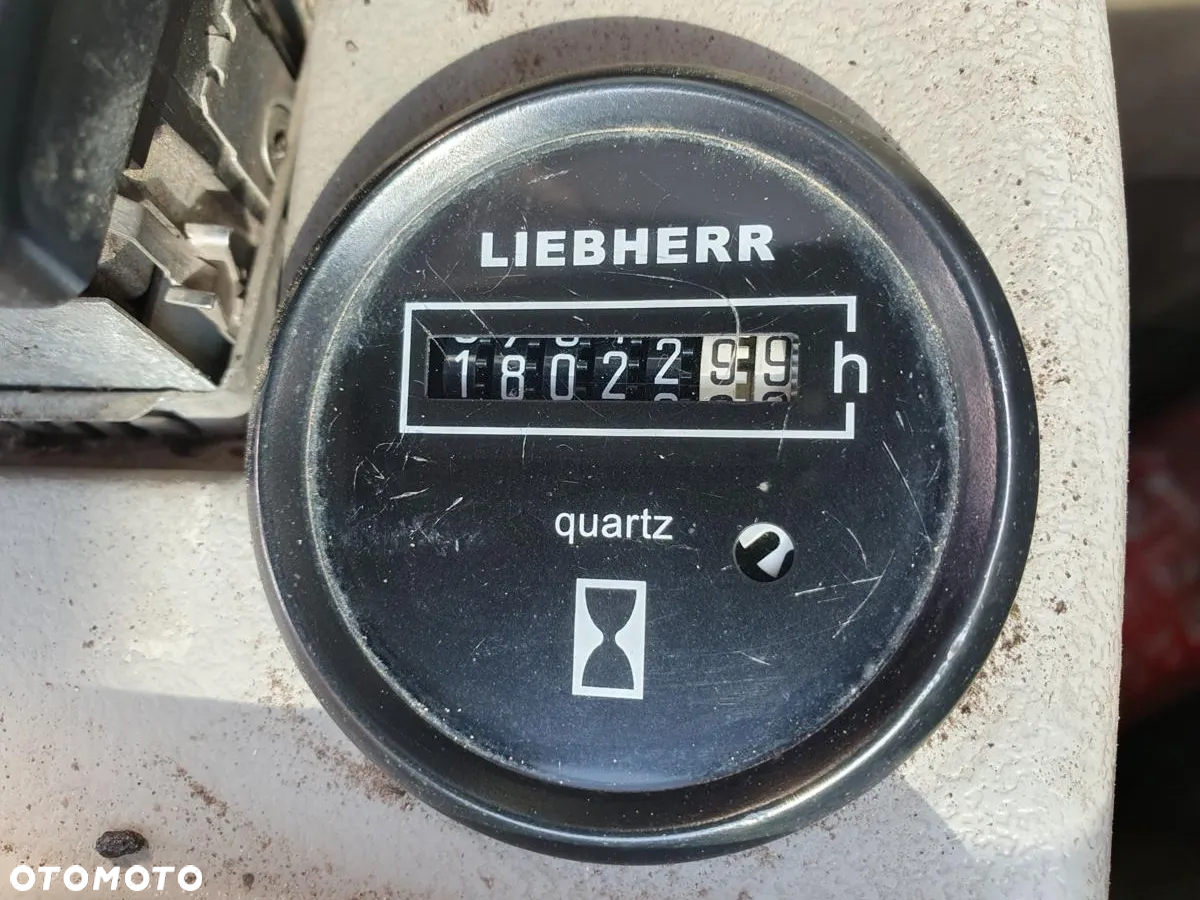 LIEBHERR
1802299 h
quartz
OTOMOTO